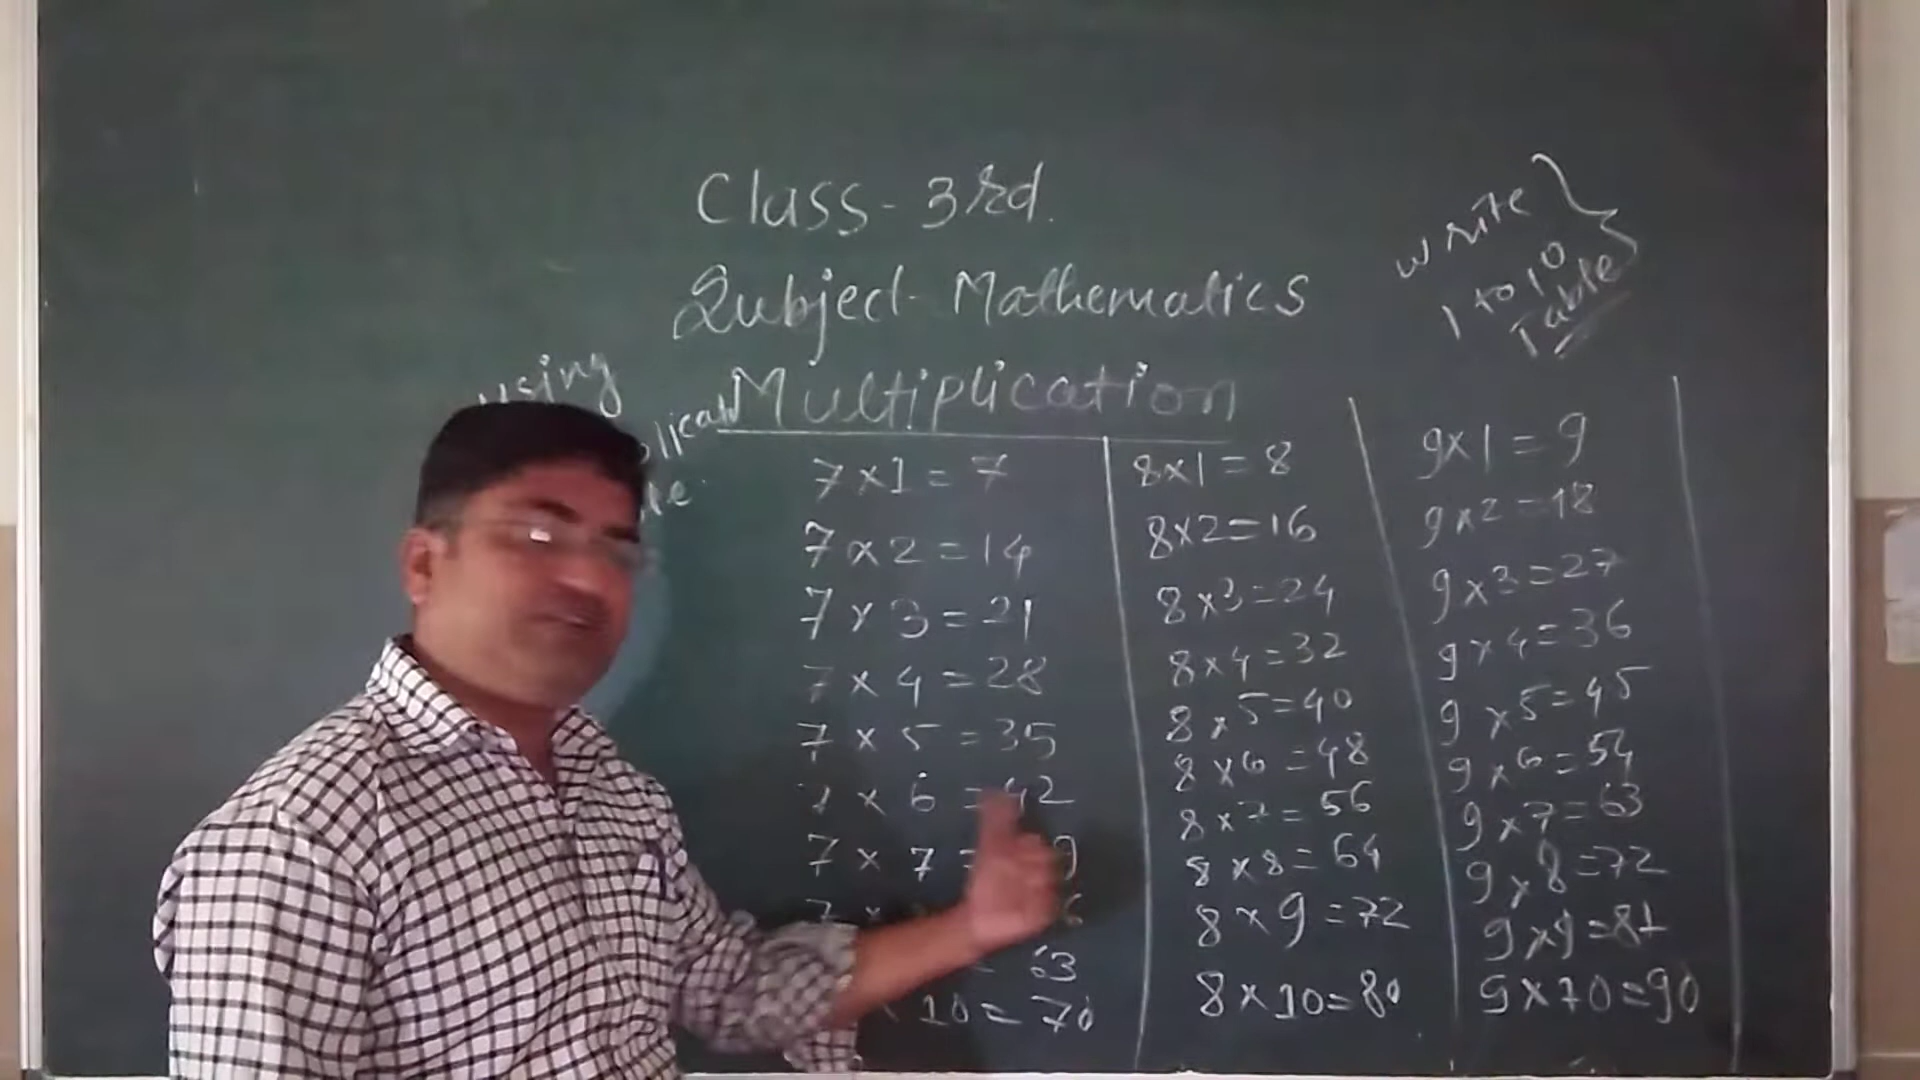 Class - 3rd.
Subject - Mathematics
Multiplication
using
write
1 to 10
Table
7 x 1 = 7
7 x 2 = 14
7 x 3 = 21
7 x 4 = 28
7 x 5 = 35
x 6 = 42
7 x 7 = 9
7 x 6
= 63
x 10 = 70
8 x 1 = 8
8 x 2 = 16
8 x 3 = 24
8 x 4 = 32
8 x 5 = 40
8 x 6 = 48
8 x 7 = 56
8 x 8 = 64
8 x 9 = 72
8 x 10 = 80
9 x 1 = 9
9 x 2 = 18
9 x 3 = 27
9 x 4 = 36
9 x 5 = 45
9 x 6 = 54
9 x 7 = 63
9 x 8 = 72
9 x 9 = 81
9 x 10 = 90